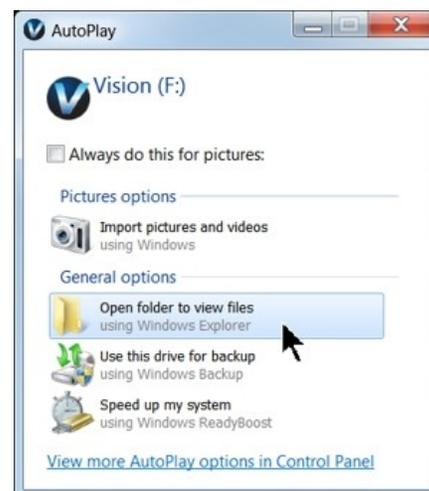 AutoPlay
Vision (F:)
Always do this for pictures:
Pictures options
Import pictures and videos
using Windows
General options
Open folder to view files
using Windows Explorer
Use this drive for backup
using Windows Backup
Speed up my system
using Windows ReadyBoost
View more AutoPlay options in Control Panel